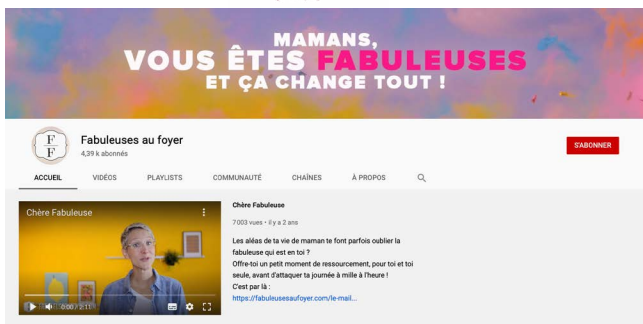 MAMANS,
VOUS ÊTES FABULEUSES
ET ÇA CHANGE TOUT !
F
F
Fabuleuses au foyer
4,39 k abonnés
S'ABONNER
ACCUEIL VIDÉOS PLAYLISTS COMMUNAUTÉ CHAÎNES À PROPOS
Chère Fabuleuse
0:00 / 2:11
Chère Fabuleuse
7 003 vues • il y a 2 ans
Les aléas de ta vie de maman te font parfois oublier la
fabuleuse qui est en toi ?
Offre-toi un petit moment de ressourcement, pour toi et toi
seule, avant d'attaquer ta journée à mille à l'heure !
C'est par là :
https://fabuleusesaufoyer.com/le-mail...